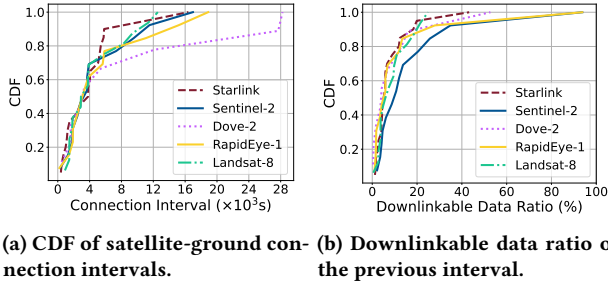 1.0
0.8
0.6
0.4
0.2
CDF
Starlink
Sentinel-2
Dove-2
RapidEye-1
Landsat-8
0 4 8 12 16 20 24 28
Connection Interval (×10³s)
1.0
0.8
0.6
0.4
0.2
CDF
Starlink
Sentinel-2
Dove-2
RapidEye-1
Landsat-8
0 20 40 60 80 100
Downlinkable Data Ratio (%)
(a) CDF of satellite-ground con-
nection intervals.
(b) Downlinkable data ratio o
the previous interval.